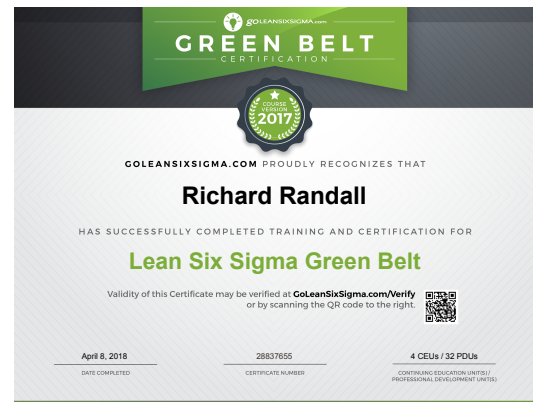 goLEANSIXSIGMA.com
GREEN BELT
CERTIFICATION
COURSE
VERSION
2017
GOLEANSIXSIGMA.COM PROUDLY RECOGNIZES THAT
Richard Randall
HAS SUCCESSFULLY COMPLETED TRAINING AND CERTIFICATION FOR
Lean Six Sigma Green Belt
Validity of this Certificate may be verified at GoLeanSixSigma.com/Verify
or by scanning the QR code to the right.
April 8, 2018
DATE COMPLETED
28837655
CERTIFICATE NUMBER
4 CEUs / 32 PDUs
CONTINUING EDUCATION UNIT(S) /
PROFESSIONAL DEVELOPMENT UNIT(S)